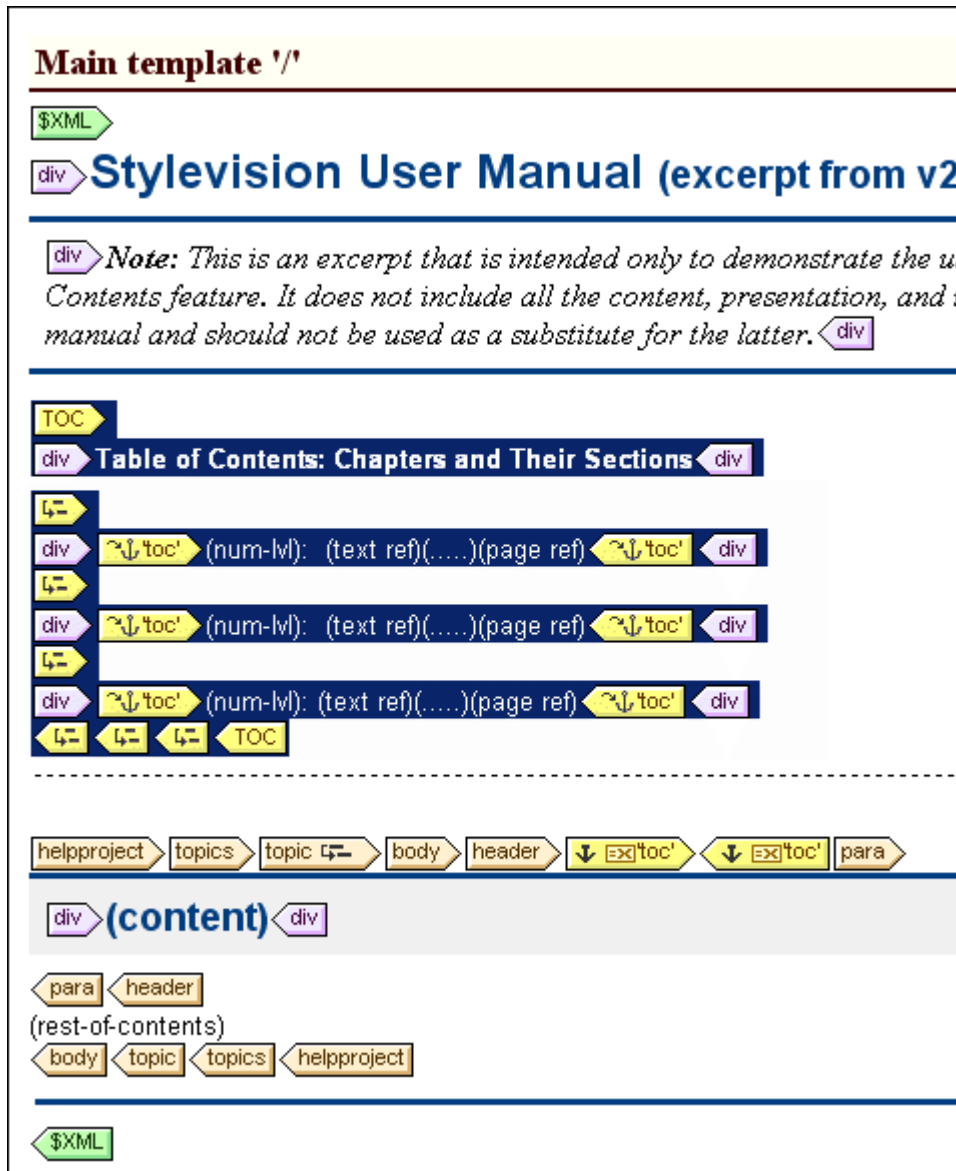 Main template '/'
$XML
div Stylevision User Manual (excerpt from v2
div Note: This is an excerpt that is intended only to demonstrate the
Contents feature. It does not include all the content, presentation, and
manual and should not be used as a substitute for the latter. div
TOC
div Table of Contents: Chapters and Their Sections div
div 'toc' (num-lvl): (text ref)(.....)(page ref) 'toc' div
div 'toc' (num-lvl): (text ref)(.....)(page ref) 'toc' div
div 'toc' (num-lvl): (text ref)(.....)(page ref) 'toc' div
TOC
helpproject topics topic body header 'toc' 'toc' para
div (content) div
para header
(rest-of-contents)
body topic topics helpproject
$XML